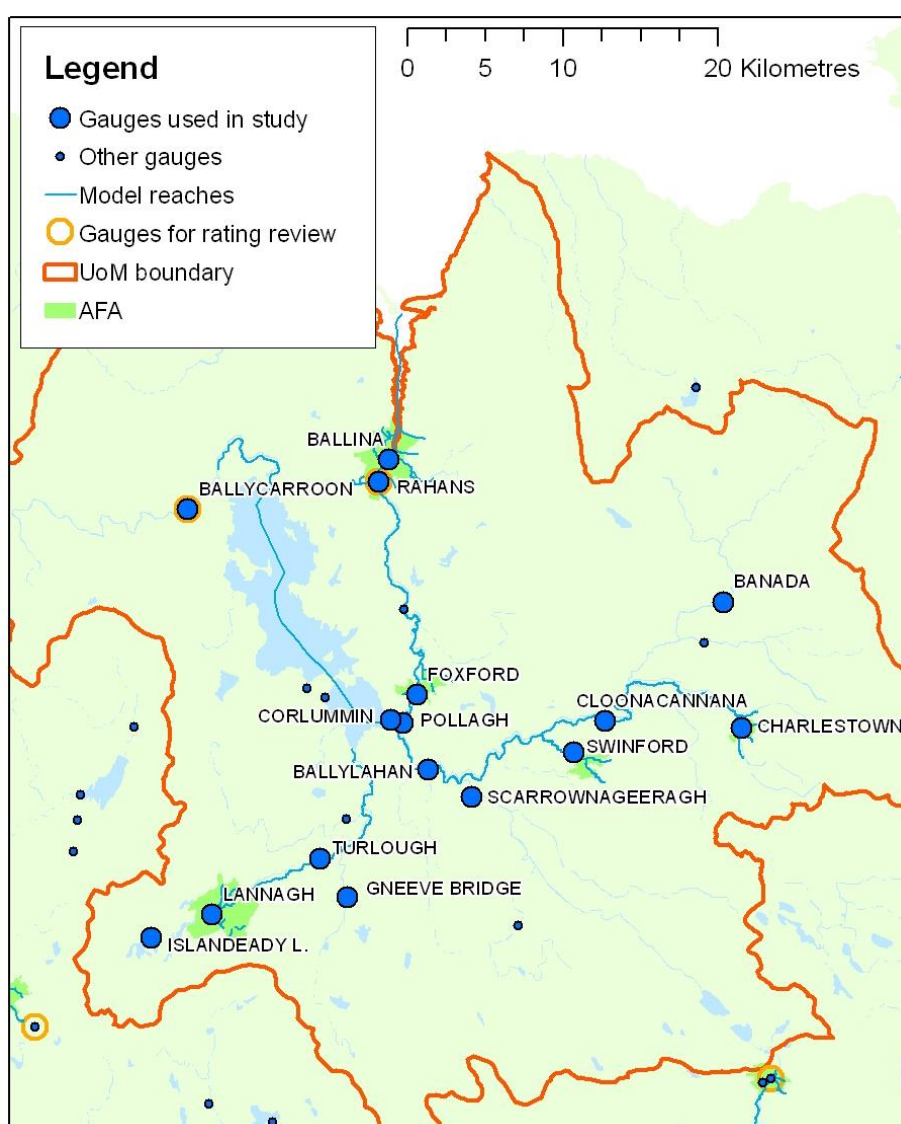 Legend
Gauges used in study
Other gauges
Model reaches
Gauges for rating review
UoM boundary
AFA
0 5 10 20 Kilometres
BALLINA
BALLYCARROON
RAHANS
BANADA
FOXFORD
CORLUMMIN
POLLAGH
CLOONACANNANA
CHARLESTOWN
SWINFORD
BALLYLAHAN
SCARROWNAGEERAGH
TURLOUGH
LANNAGH
GNEEVE BRIDGE
ISLANDEADY L.